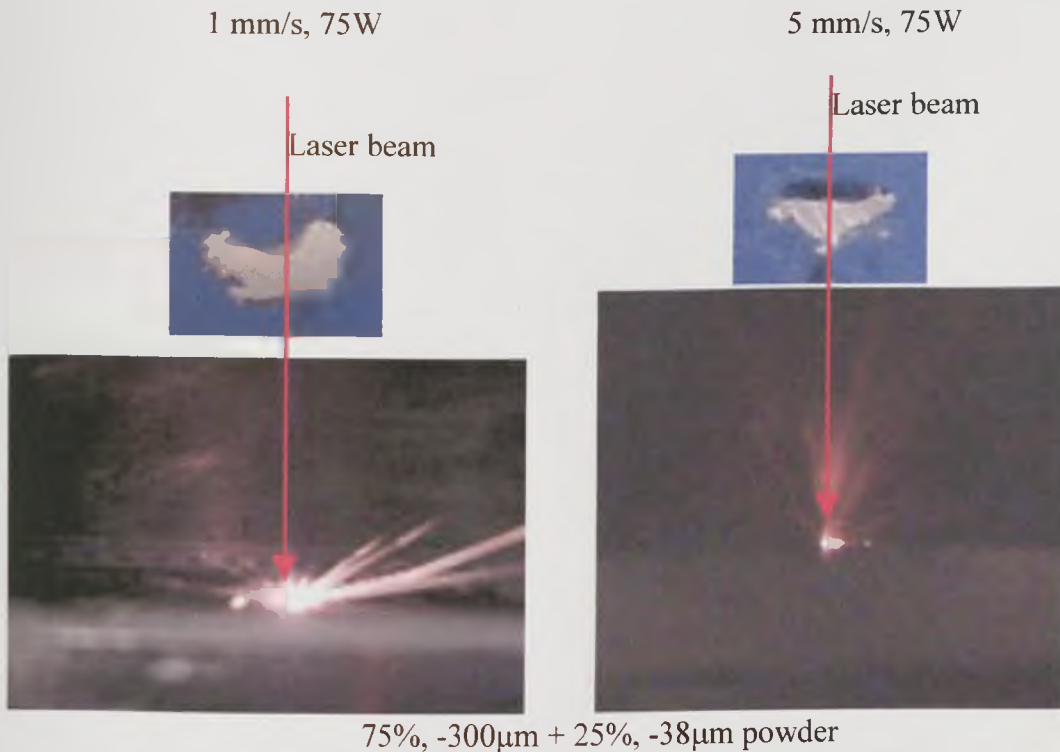 1 mm/s, 75W
5 mm/s, 75W
Laser beam
Laser beam
75%, -300μm + 25%, -38μm powder